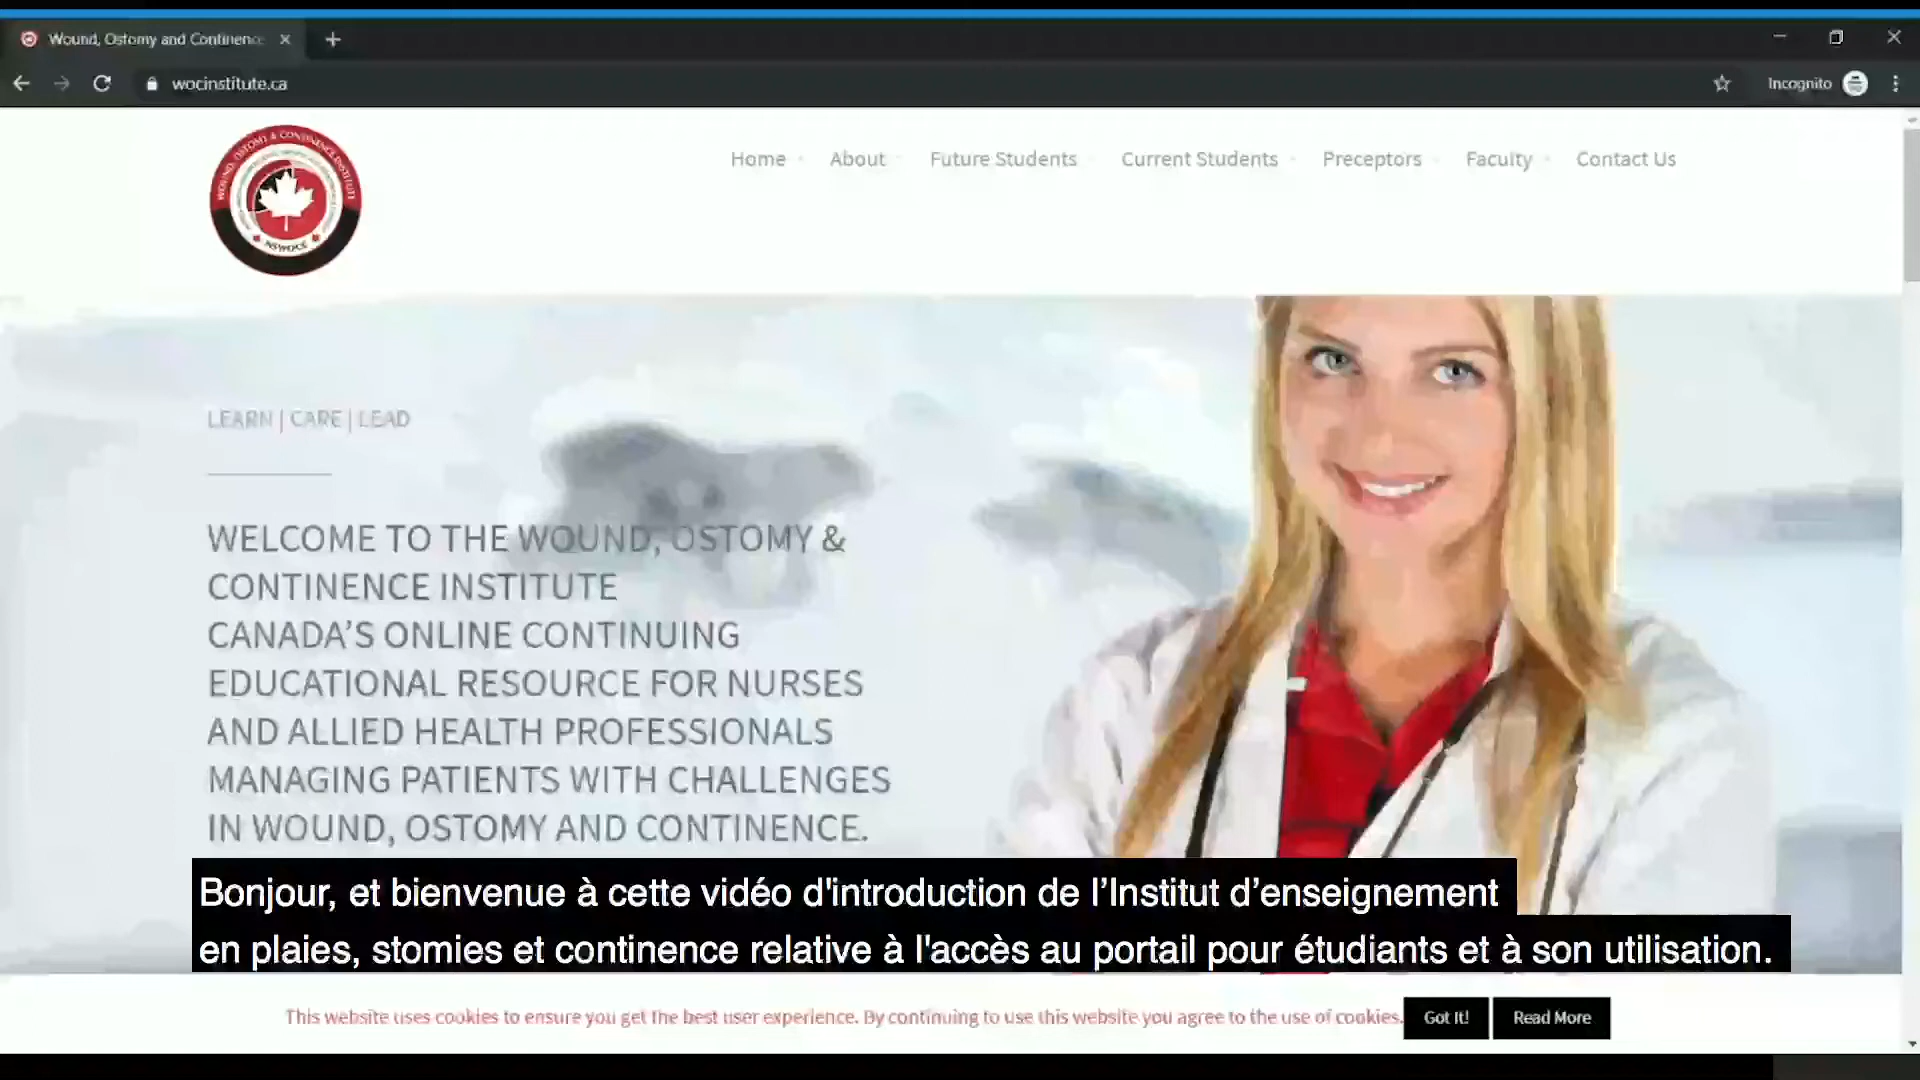 Wound, Ostomy and Continence
wocinstitute.ca
Incognito
WOUND, OSTOMY & CONTINENCE INSTITUTE
NSWOCC
Home
About
Future Students
Current Students
Preceptors
Faculty
Contact Us
LEARN | CARE | LEAD
WELCOME TO THE WOUND, OSTOMY &
CONTINENCE INSTITUTE
CANADA’S ONLINE CONTINUING
EDUCATIONAL RESOURCE FOR NURSES
AND ALLIED HEALTH PROFESSIONALS
MANAGING PATIENTS WITH CHALLENGES
IN WOUND, OSTOMY AND CONTINENCE.
Bonjour, et bienvenue à cette vidéo d'introduction de l’Institut d’enseignement
en plaies, stomies et continence relative à l'accès au portail pour étudiants et à son utilisation.
This website uses cookies to ensure you get the best user experience. By continuing to use this website you agree to the use of cookies.
Got It!
Read More